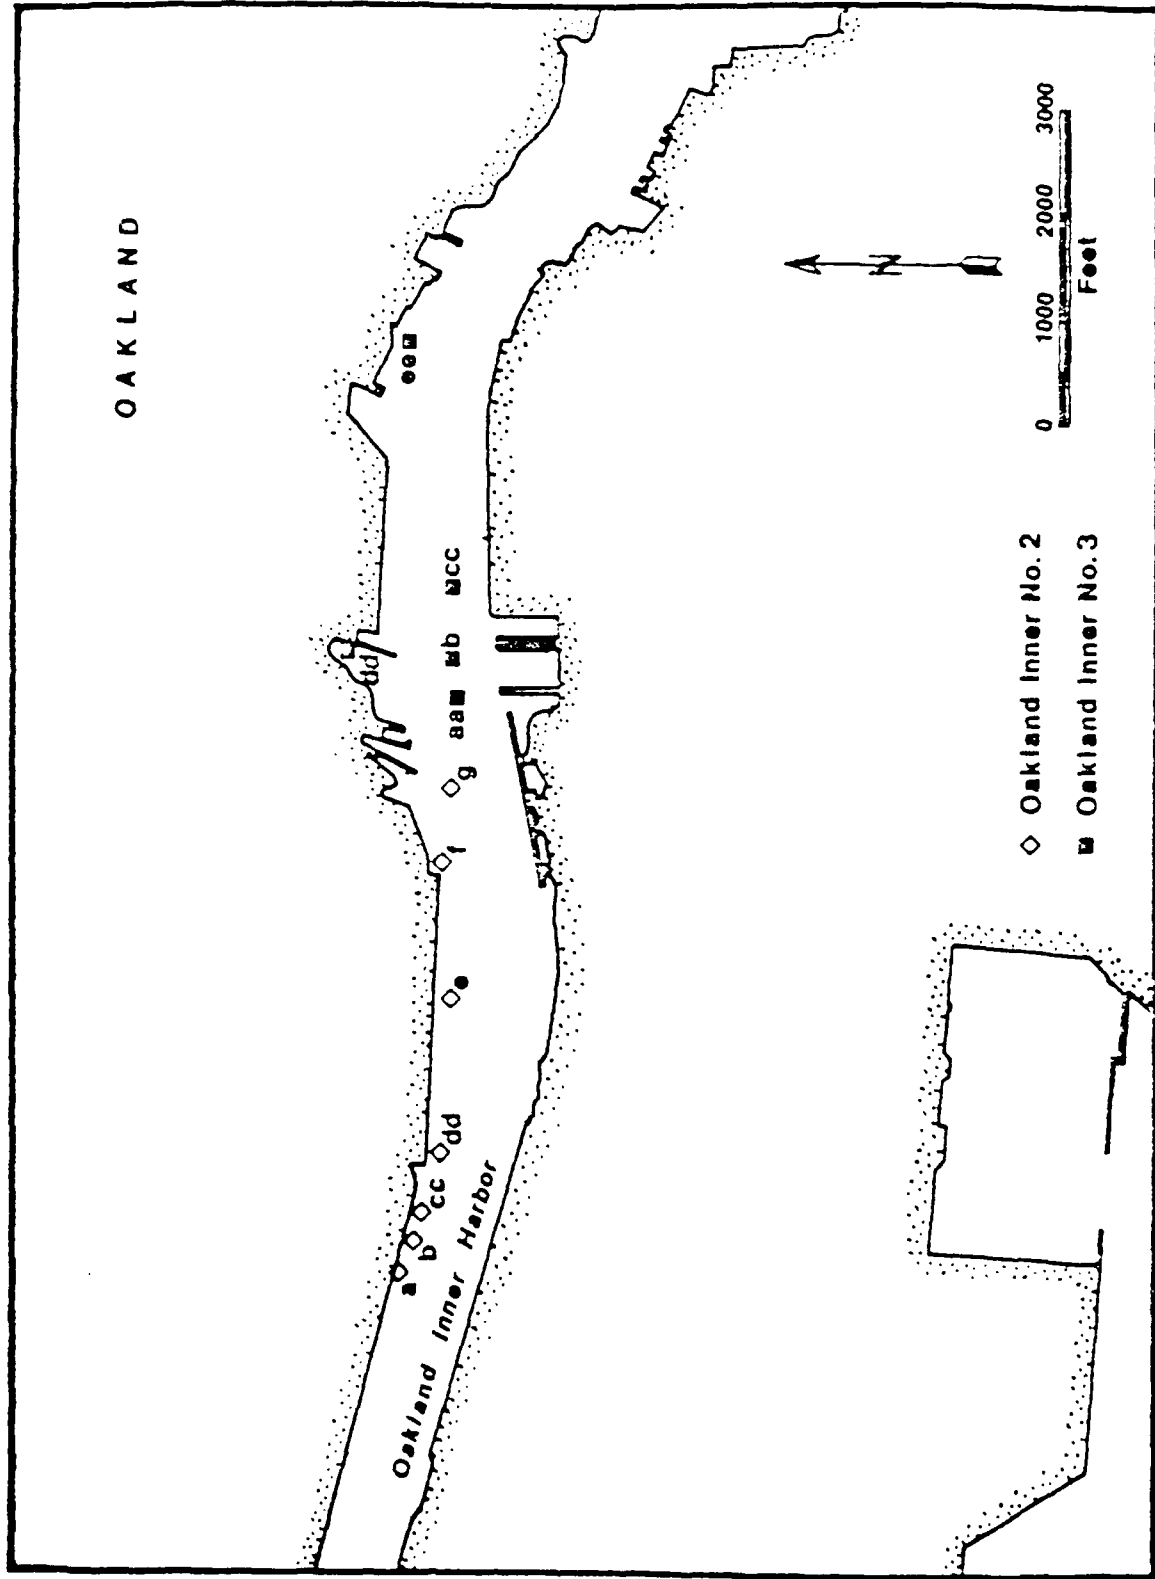 OAKLAND
ee
dd
aa
b
cc
g
f
e
dd
cc
b
a
Oakland Inner Harbor
N
0 1000 2000 3000
Feet
Oakland Inner No.2
Oakland Inner No.3